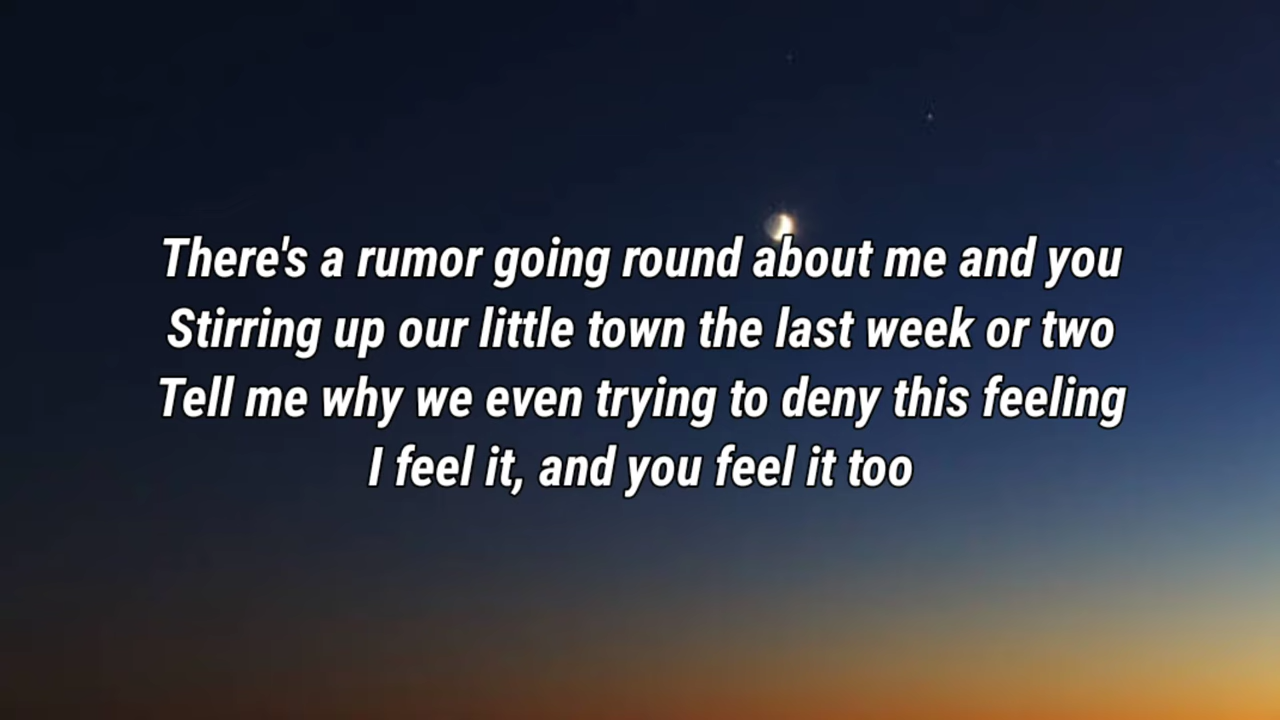 There's a rumor going round about me and you
Stirring up our little town the last week or two
Tell me why we even trying to deny this feeling
I feel it, and you feel it too